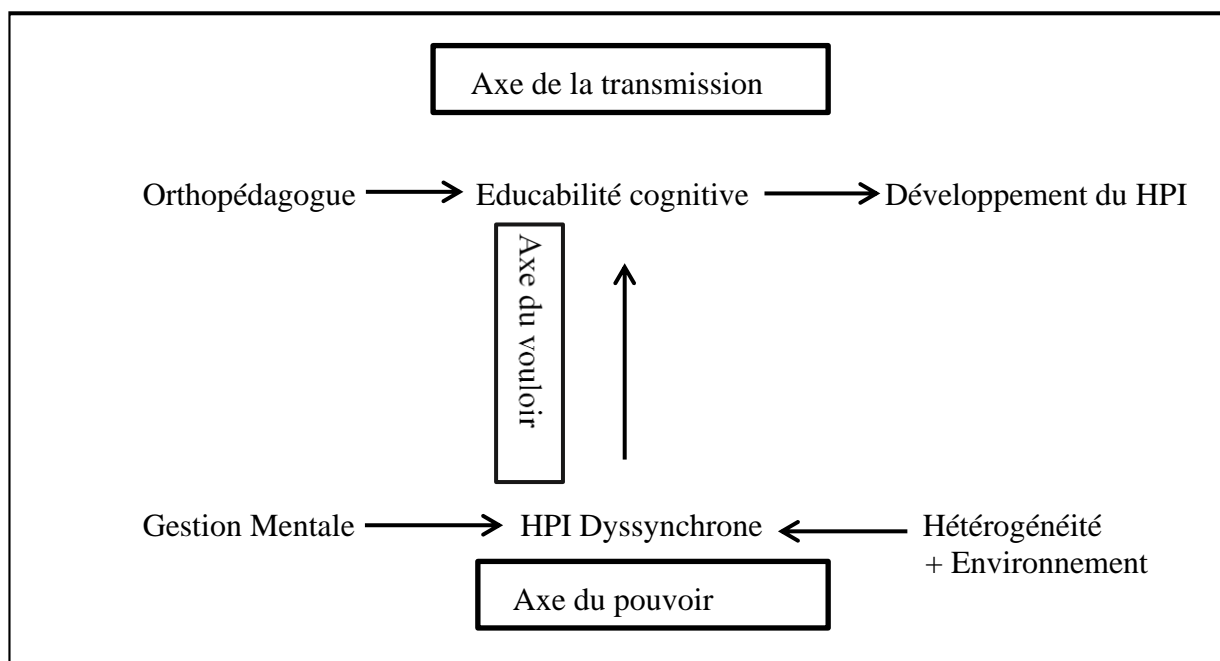 Axe de la transmission
Orthopédagogue Educabilité cognitive Développement du HPI
Axe du vouloir
Gestion Mentale HPI Dyssynchrone Hétérogénéité
+ Environnement
Axe du pouvoir